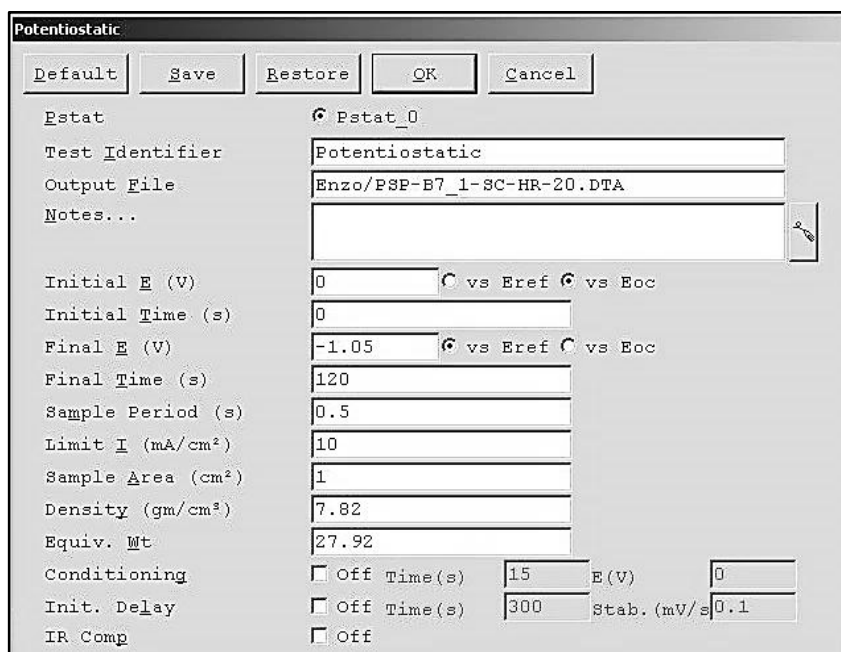 Potentiostatic
Default Save Restore OK Cancel
Pstat Pstat_0
Test Identifier Potentiostatic
Output File Enzo/PSP-B7_1-SC-HR-20.DTA
Notes...
Initial E (V) 0 vs Eref vs Eoc
Initial Time (s) 0
Final E (V) -1.05 vs Eref vs Eoc
Final Time (s) 120
Sample Period (s) 0.5
Limit I (mA/cm²) 10
Sample Area (cm²) 1
Density (gm/cm³) 7.82
Equiv. Wt 27.92
Conditioning Off Time(s) 15 E(V) 0
Init. Delay Off Time(s) 300 Stab.(mV/s 0.1
IR Comp Off